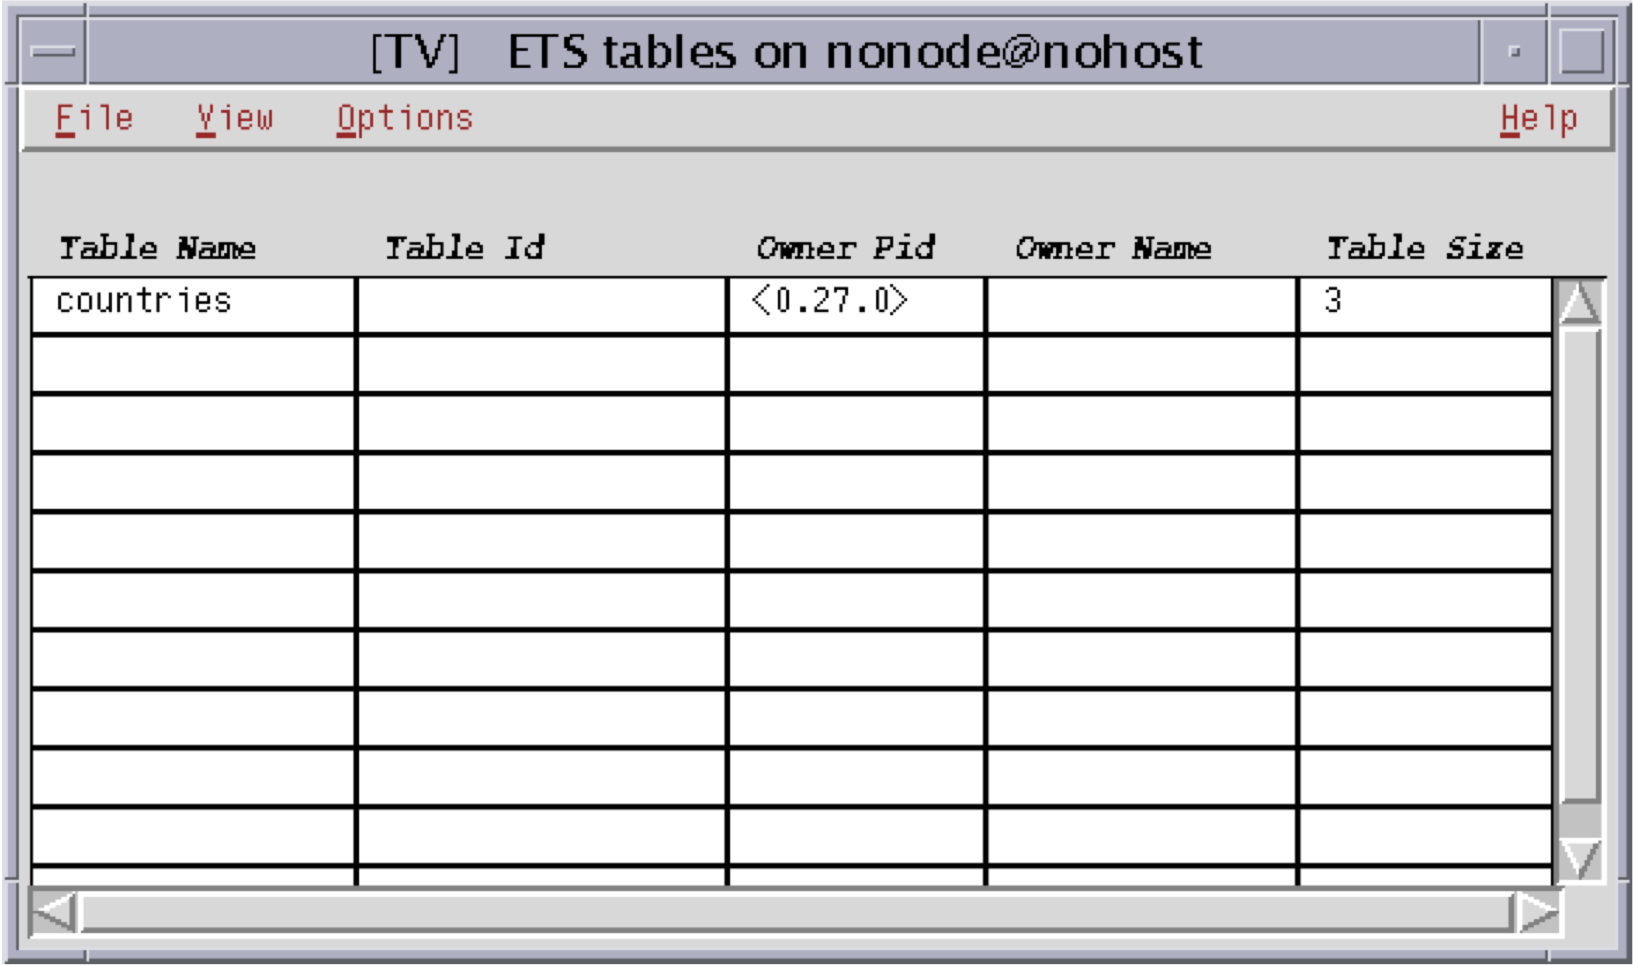 [TV] ETS tables on nonode@nohost
File View Options Help
Table Name Table Id Owner Pid Owner Name Table Size
countries <0.27.0> 3